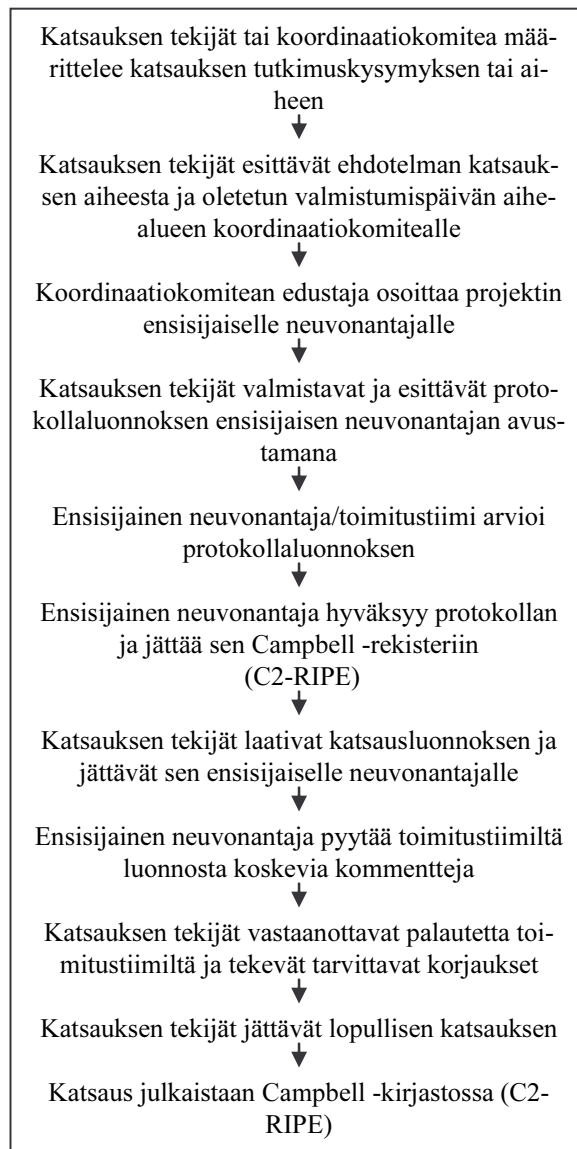 Katsauksen tekijät tai koordinaatiokomitea mää-
rittelee katsauksen tutkimuskysymyksen tai ai-
heen
Katsauksen tekijät esittävät ehdotelman katsauk-
sen aiheesta ja oletetun valmistumispäivän aihe-
alueen koordinaatiokomitealle
Koordinaatiokomitean edustaja osoittaa projektin
ensisijaiselle neuvonantajalle
Katsauksen tekijät valmistavat ja esittävät proto-
kollaluonnoksen ensisijaisen neuvonantajan avus-
tamana
Ensisijainen neuvonantaja/toimitustiimi arvioi
protokollaluonnoksen
Ensisijainen neuvonantaja hyväksyy protokollan
ja jättää sen Campbell -rekisteriin
(C2-RIPE)
Katsauksen tekijät laativat katsausluonnoksen ja
jättävät sen ensisijaiselle neuvonantajalle
Ensisijainen neuvonantaja pyytää toimitustiimiltä
luonnosta koskevia kommentteja
Katsauksen tekijät vastaanottavat palautetta toi-
mitustiimiltä ja tekevät tarvittavat korjaukset
Katsauksen tekijät jättävät lopullisen katsauksen
Katsaus julkaistaan Campbell -kirjastossa (C2-
RIPE)